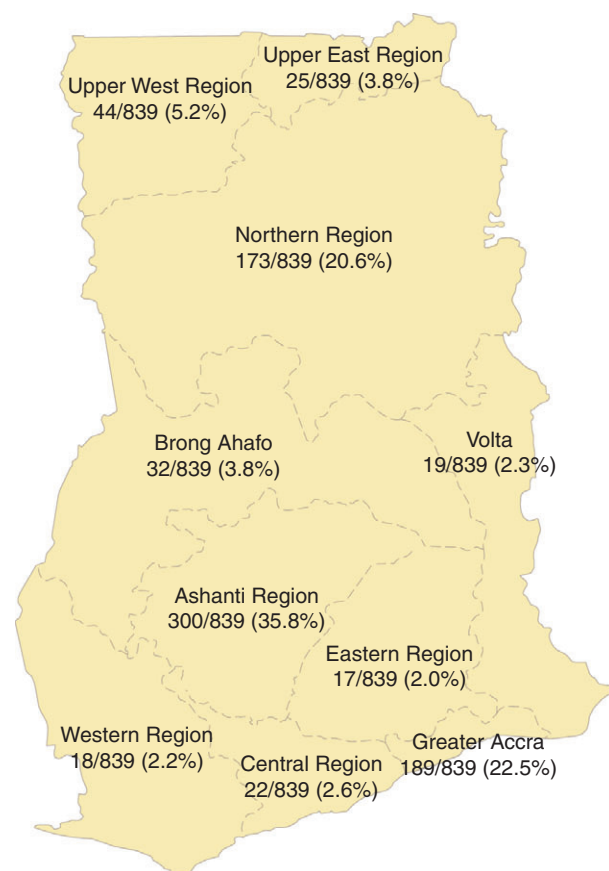 Upper East Region
25/839 (3.8%)
Upper West Region
44/839 (5.2%)
Northern Region
173/839 (20.6%)
Brong Ahafo
32/839 (3.8%)
Volta
19/839 (2.3%)
Ashanti Region
300/839 (35.8%)
Eastern Region
17/839 (2.0%)
Western Region
18/839 (2.2%)
Central Region
22/839 (2.6%)
Greater Accra
189/839 (22.5%)